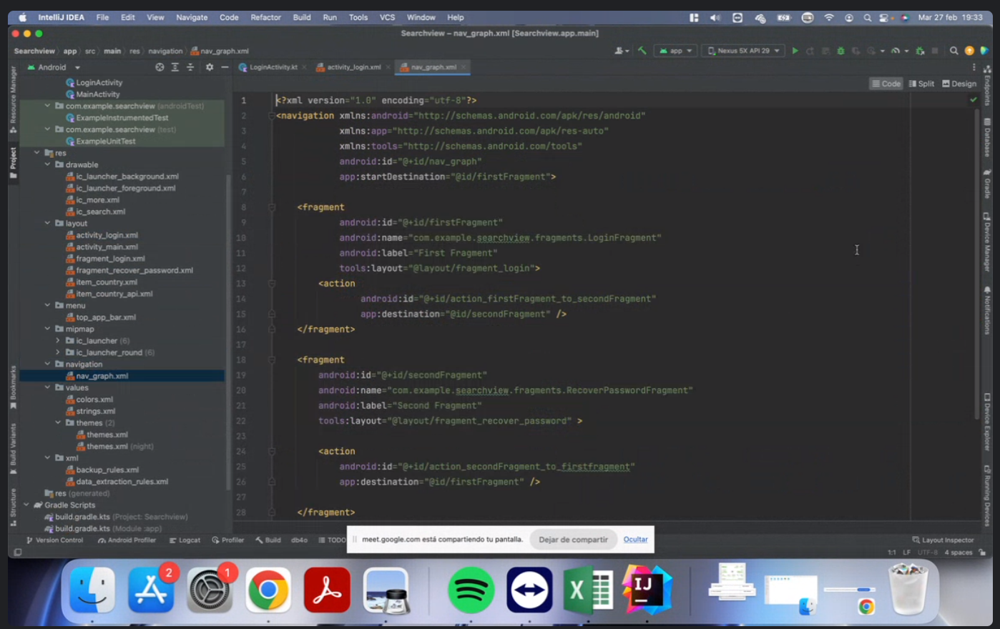 IntelliJ IDEA File Edit View Navigate Code Refactor Build Run Tools VCS Window Help Mar 27 feb 19:33
Searchview – nav_graph.xml [Searchview.app.main]
Searchview app src main res navigation nav_graph.xml app Nexus 5X API 29
Android LoginActivity.kt activity_login.xml nav_graph.xml
Code Split Design
Resource Manager
Project
Bookmarks
Build Variants
Structure
LoginActivity
MainActivity
com.example.searchview (androidTest)
ExampleInstrumentedTest
com.example.searchview (test)
ExampleUnitTest
res
drawable
ic_launcher_background.xml
ic_launcher_foreground.xml
ic_more.xml
ic_search.xml
layout
activity_login.xml
activity_main.xml
fragment_login.xml
fragment_recover_password.xml
item_country.xml
item_country_api.xml
menu
top_app_bar.xml
mipmap
ic_launcher (6)
ic_launcher_round (6)
navigation
nav_graph.xml
values
colors.xml
strings.xml
themes (2)
themes.xml
themes.xml (night)
xml
backup_rules.xml
data_extraction_rules.xml
res (generated)
Gradle Scripts
build.gradle.kts (Project: Searchview)
build.gradle.kts (Module :app)
1 <?xml version="1.0" encoding="utf-8"?>
2 <navigation xmlns:android="http://schemas.android.com/apk/res/android"
3 xmlns:app="http://schemas.android.com/apk/res-auto"
4 xmlns:tools="http://schemas.android.com/tools"
5 android:id="@+id/nav_graph"
6 app:startDestination="@id/firstFragment">
7
8 <fragment
9 android:id="@+id/firstFragment"
10 android:name="com.example.searchview.fragments.LoginFragment"
11 android:label="First Fragment"
12 tools:layout="@layout/fragment_login">
13 <action
14 android:id="@+id/action_firstFragment_to_secondFragment"
15 app:destination="@id/secondFragment" />
16 </fragment>
17
18 <fragment
19 android:id="@+id/secondFragment"
20 android:name="com.example.searchview.fragments.RecoverPasswordFragment"
21 android:label="Second Fragment"
22 tools:layout="@layout/fragment_recover_password" >
23
24 <action
25 android:id="@+id/action_secondFragment_to_firstfragment"
26 app:destination="@id/firstFragment" />
27
28 </fragment>
Endpoints
Database
Gradle
Device Manager
Notifications
Device Explorer
Running Devices
Version Control Android Profiler Logcat Profiler Build db4o TODO
meet.google.com está compartiendo tu pantalla. Dejar de compartir Ocultar
Layout Inspector
1:1 LF UTF-8 4 spaces
2
1
X
IJ